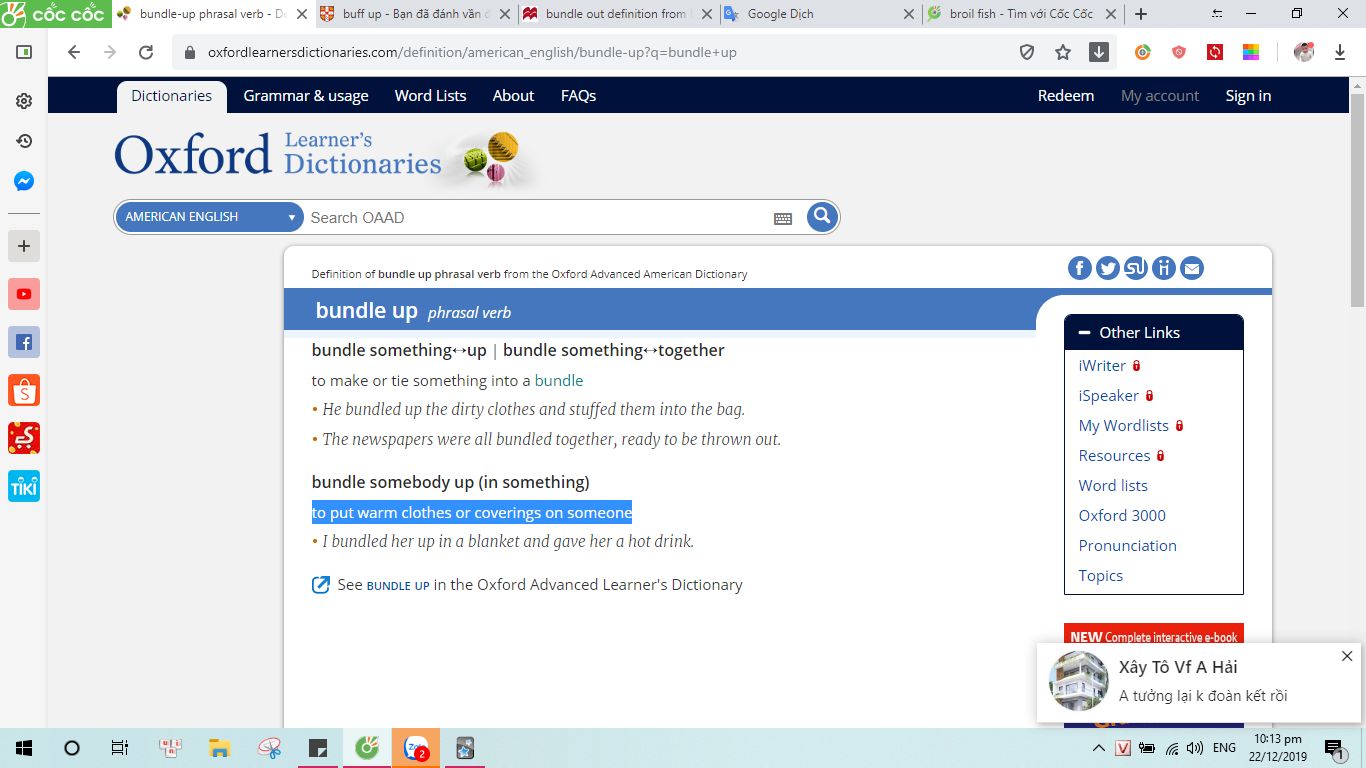 cốc cốc
bundle-up phrasal verb - D
buff up - Bạn đã đánh vần đ
bundle out definition from
Google Dịch
broil fish - Tìm với Cốc Cốc
oxfordlearnersdictionaries.com/definition/american_english/bundle-up?q=bundle+up
Dictionaries Grammar & usage Word Lists About FAQs Redeem My account Sign in
Oxford Learner's Dictionaries
AMERICAN ENGLISH Search OAAD
Definition of bundle up phrasal verb from the Oxford Advanced American Dictionary
bundle up phrasal verb
bundle something↔up | bundle something↔together
to make or tie something into a bundle
• He bundled up the dirty clothes and stuffed them into the bag.
• The newspapers were all bundled together, ready to be thrown out.
bundle somebody up (in something)
to put warm clothes or coverings on someone
• I bundled her up in a blanket and gave her a hot drink.
See BUNDLE UP in the Oxford Advanced Learner's Dictionary
Other Links
iWriter
iSpeaker
My Wordlists
Resources
Word lists
Oxford 3000
Pronunciation
Topics
NEW Complete interactive e-book
Xây Tô Vf A Hải
A tưởng lại k đoàn kết rồi
TIKI
Zalo 2
V
ENG
10:13 pm
22/12/2019
1